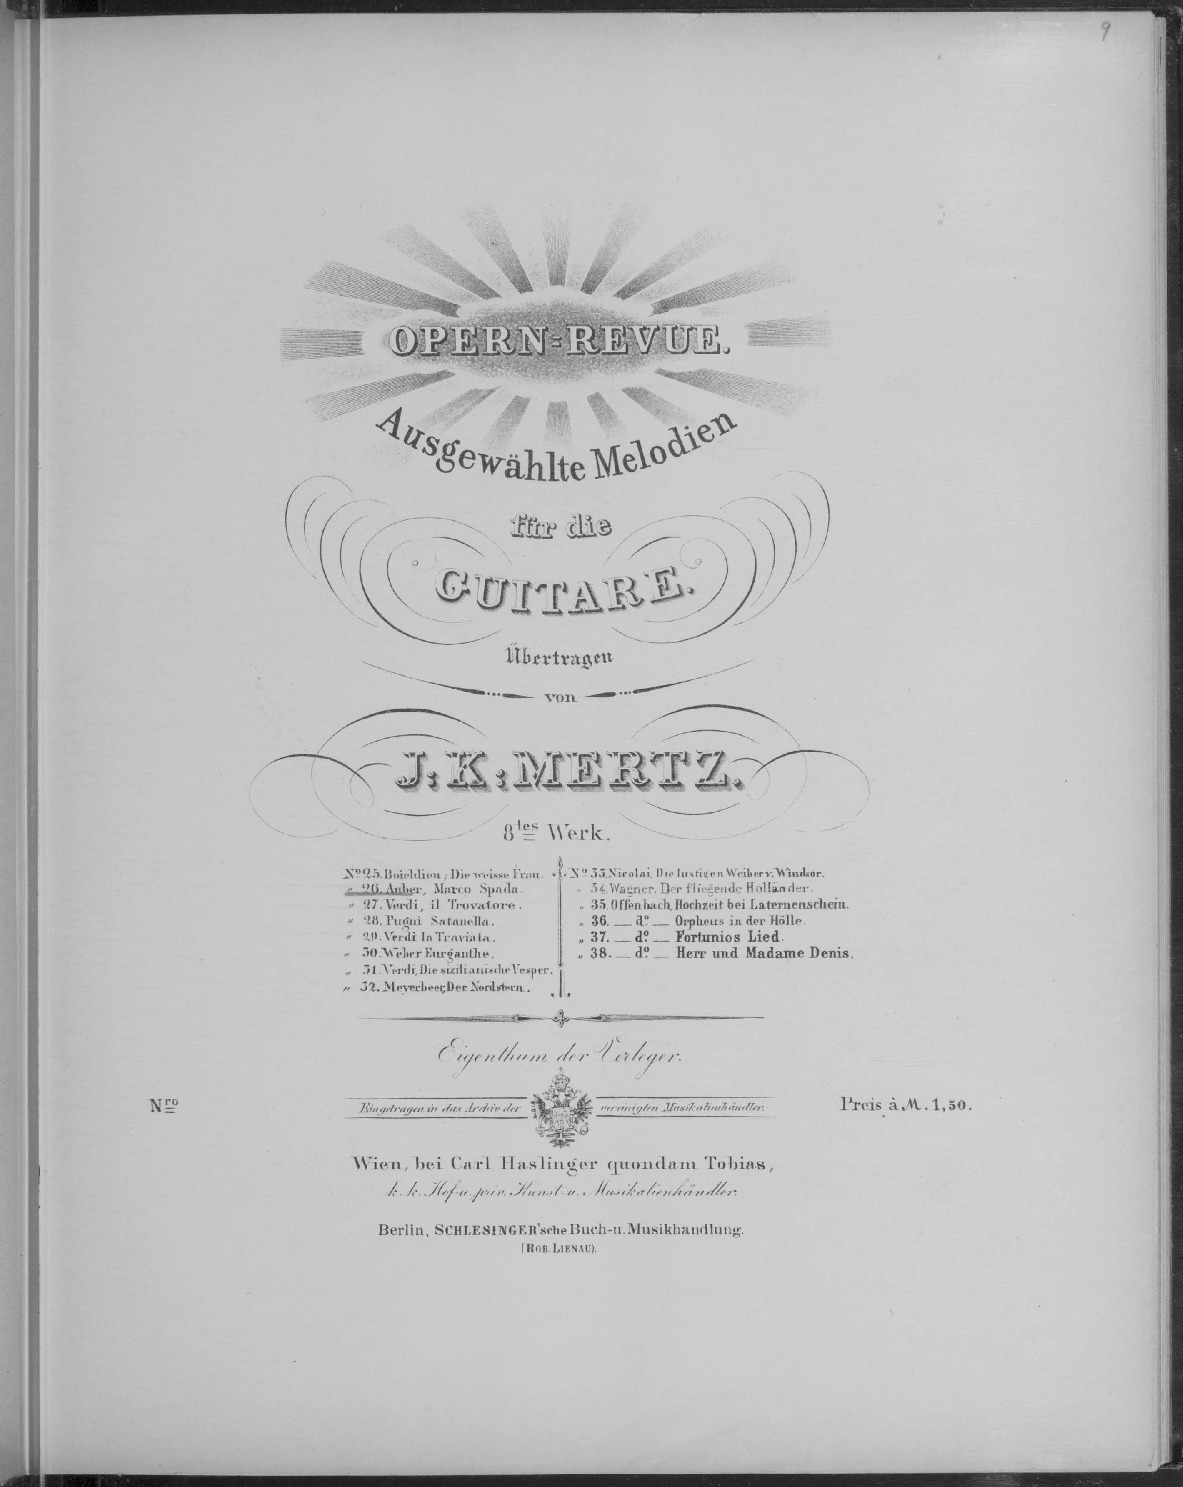 9
OPERN=REVUE.
Ausgewählte Melodien
für die
GUITARE.
Übertragen
von
J. K. MERTZ.
8tes Werk.
No 25. Boieldieu, Die weisse Frau.
„ 26. Auber, Marco Spada.
„ 27. Verdi, il Trovatore.
„ 28. Pugni Satanella.
„ 29. Verdi la Traviata.
„ 30. Weber Euryanthe.
„ 31. Verdi, Die sizilianische Vesper.
„ 32. Meyerbeer, Der Nordstern.
No 33. Nicolai, Die lustigen Weiber v. Windsor.
„ 34. Wagner. Der fliegende Holländer.
„ 35. Offenbach, Hochzeit bei Laternenschein.
„ 36. — do. — Orpheus in der Hölle.
„ 37. — do. — Fortunios Lied.
„ 38. — do. — Herr und Madame Denis.
Eigenthum der Verleger.
Nro
Eingetragen in das Archiv der vereinigten Musikalienhändler.
Preis à M. 1,50.
Wien, bei Carl Haslinger quondam Tobias,
k. k. Hof- u. priv. Kunst- u. Musikalienhändler.
Berlin, SCHLESINGER'sche Buch- u. Musikhandlung.
(ROB. LIENAU).